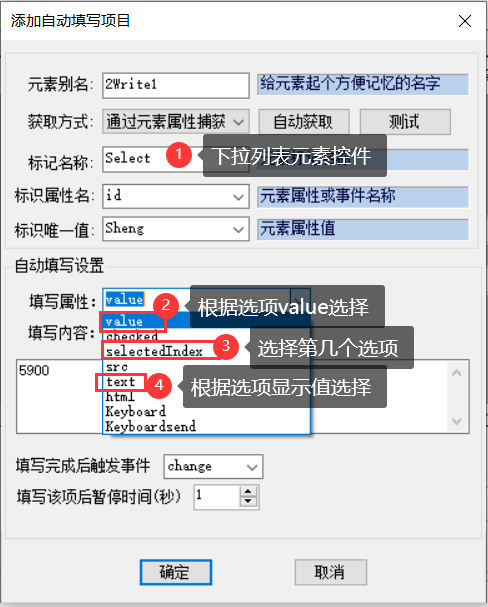 添加自动填写项目
元素别名: 2Write1 给元素起个方便记忆的名字
获取方式: 通过元素属性捕获 自动获取 测试
标记名称: Select 1 下拉列表元素控件
标识属性名: id 元素属性或事件名称
标识唯一值: Sheng 元素属性值
自动填写设置
填写属性: value 2 根据选项value选择
value
填写内容: checked
selectedIndex 3 选择第几个选项
5900 src
text 4 根据选项显示值选择
html
Keyboard
Keyboardsend
填写完成后触发事件 change
填写该项后暂停时间(秒) 1
确定 取消